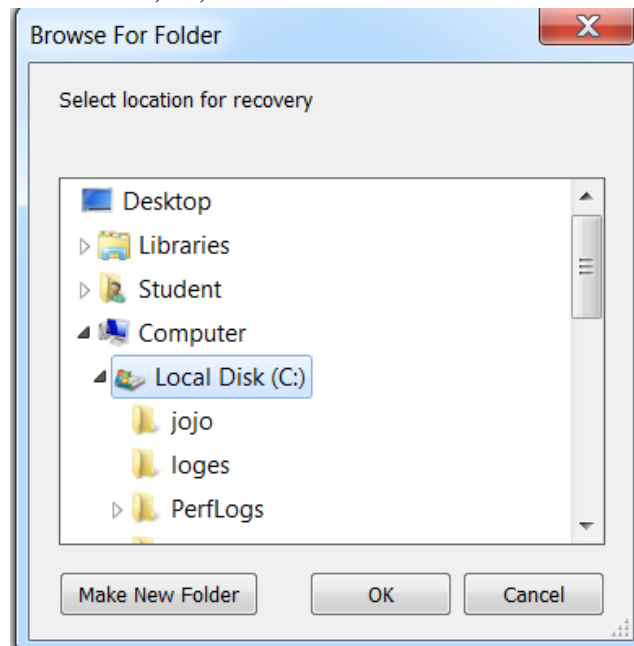 Browse For Folder
Select location for recovery
Desktop
Libraries
Student
Computer
Local Disk (C:)
jojo
loges
PerfLogs
Make New Folder
OK
Cancel